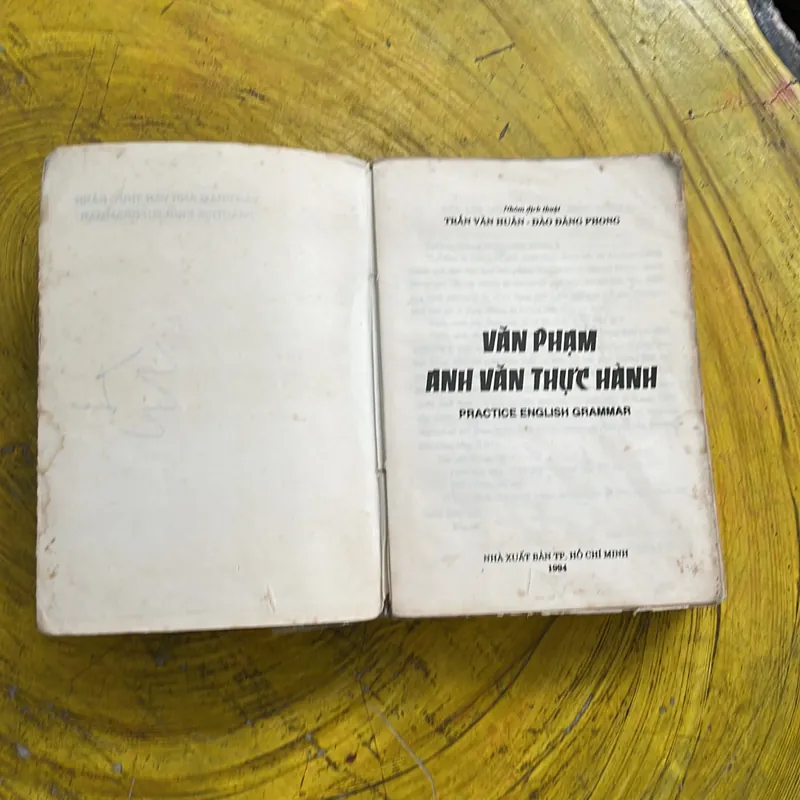 Nhóm dịch thuật
TRẦN VĂN HUÂN - ĐÀO ĐĂNG PHONG
VĂN PHẠM
ANH VĂN THỰC HÀNH
PRACTICE ENGLISH GRAMMAR
NHÀ XUẤT BẢN TP. HỒ CHÍ MINH
1994